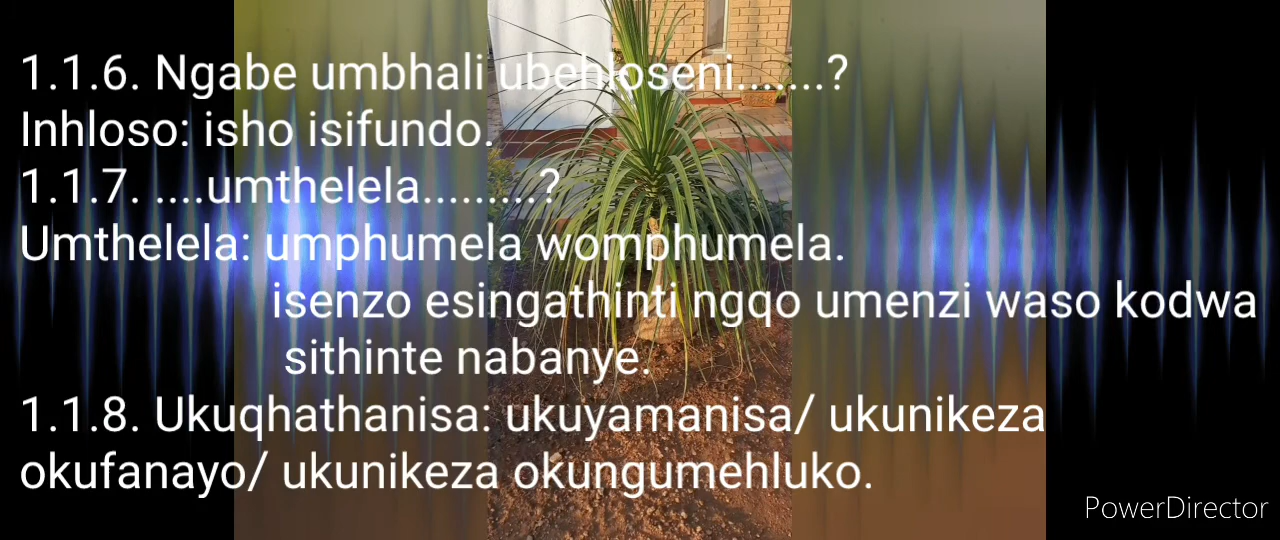 1.1.6. Ngabe umbhali ubehloseni.......?
Inhloso: isho isifundo.
1.1.7. ....umthelela.........?
Umthelela: umphumela womphumela.
isenzo esingathinti ngqo umenzi waso kodwa
sithinte nabanye.
1.1.8. Ukuqhathanisa: ukuyamanisa/ ukunikeza
okufanayo/ ukunikeza okungumehluko.
PowerDirector